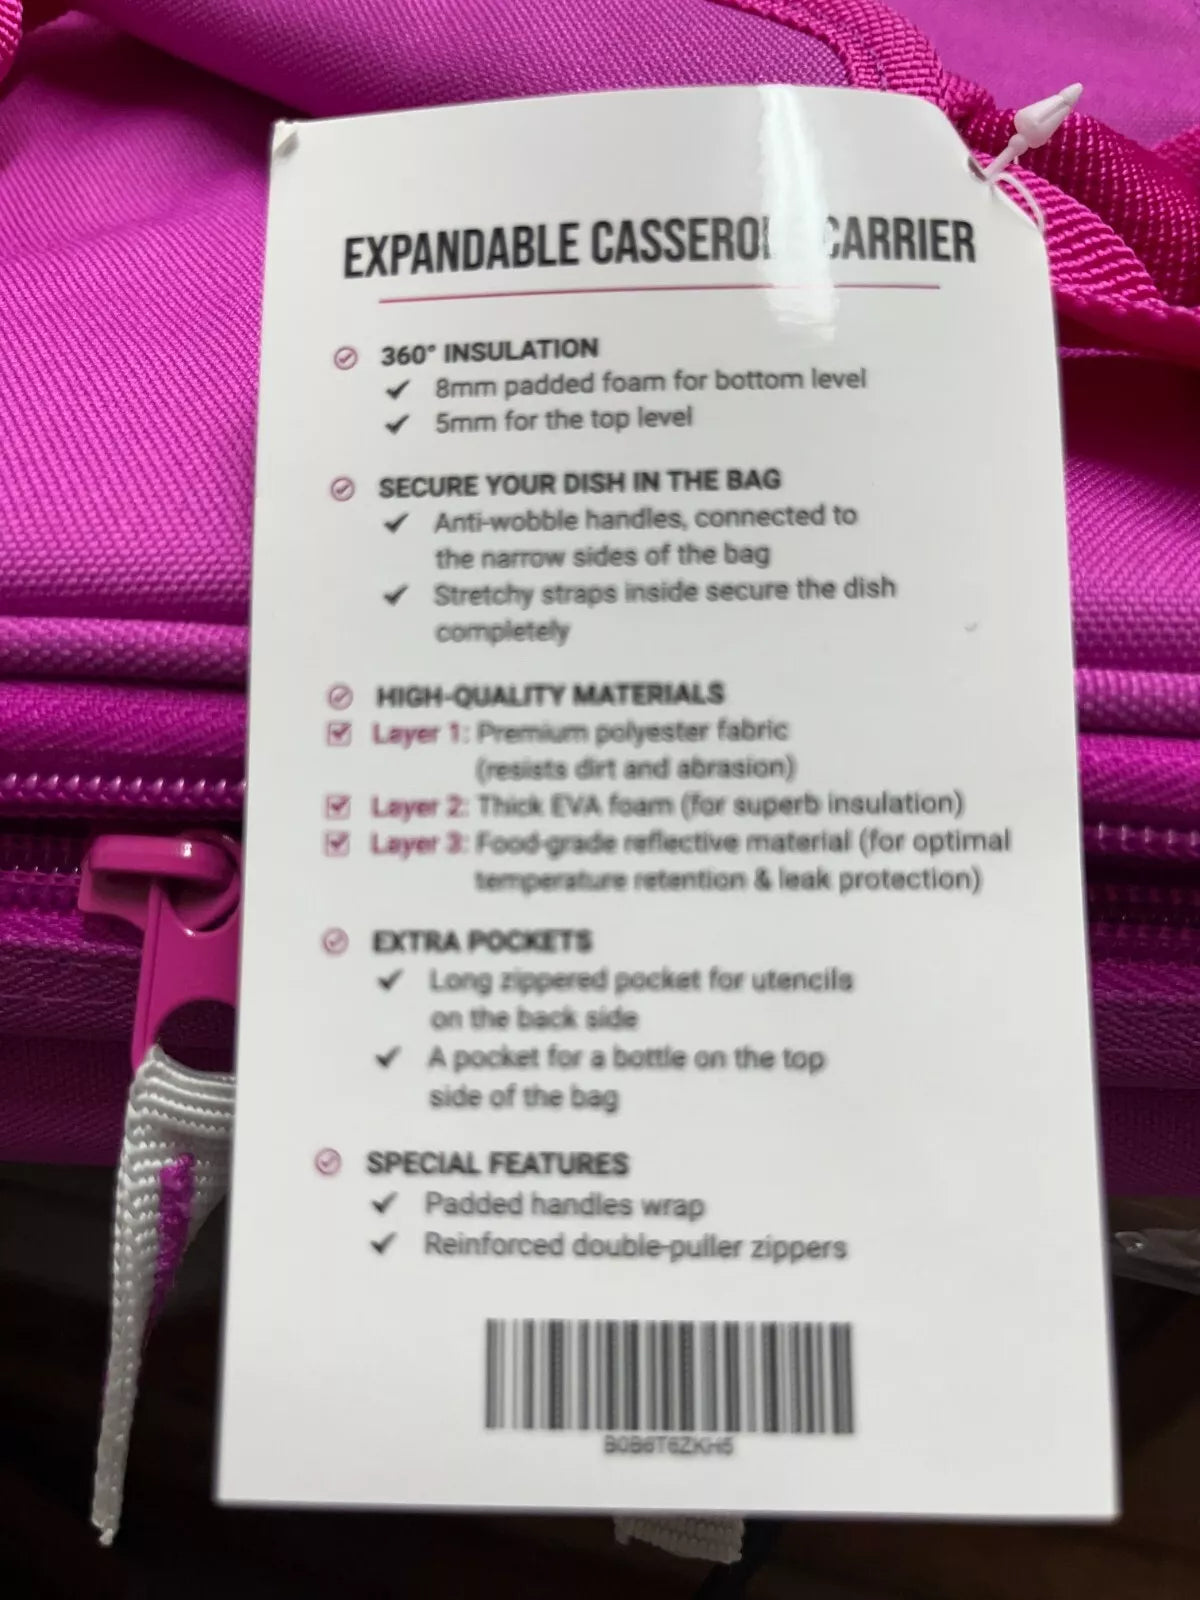 EXPANDABLE CASSEROLE CARRIER
360° INSULATION
8mm padded foam for bottom level
5mm for the top level
SECURE YOUR DISH IN THE BAG
Anti-wobble handles, connected to
the narrow sides of the bag
Stretchy straps inside secure the dish
completely
HIGH-QUALITY MATERIALS
Layer 1: Premium polyester fabric
(resists dirt and abrasion)
Layer 2: Thick EVA foam (for superb insulation)
Layer 3: Food-grade reflective material (for optimal
temperature retention & leak protection)
EXTRA POCKETS
Long zippered pocket for utencils
on the back side
A pocket for a bottle on the top
side of the bag
SPECIAL FEATURES
Padded handles wrap
Reinforced double-puller zippers
B0B6T6ZKH5